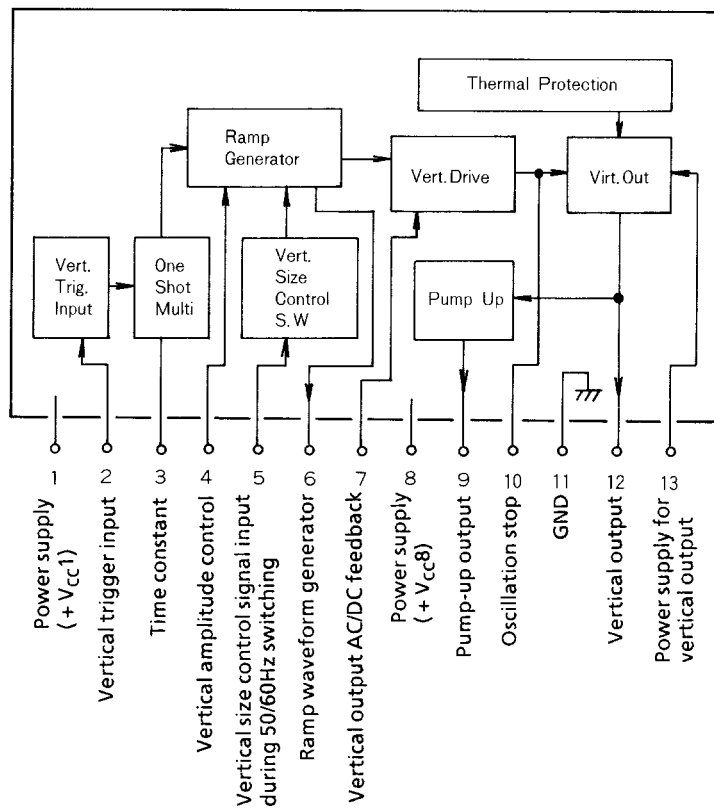 Thermal Protection
Ramp
Generator
Vert. Drive
Virt. Out
Vert.
Trig.
Input
One
Shot
Multi
Vert.
Size
Control
S.W
Pump Up
1
2
3
4
5
6
7
8
9
10
11
12
13
Power supply
(+ VCC1)
Vertical trigger input
Time constant
Vertical amplitude control
Vertical size control signal input
during 50/60Hz switching
Ramp waveform generator
Vertical output AC/DC feedback
Power supply
(+ VCC8)
Pump-up output
Oscillation stop
GND
Vertical output
Power supply for
vertical output